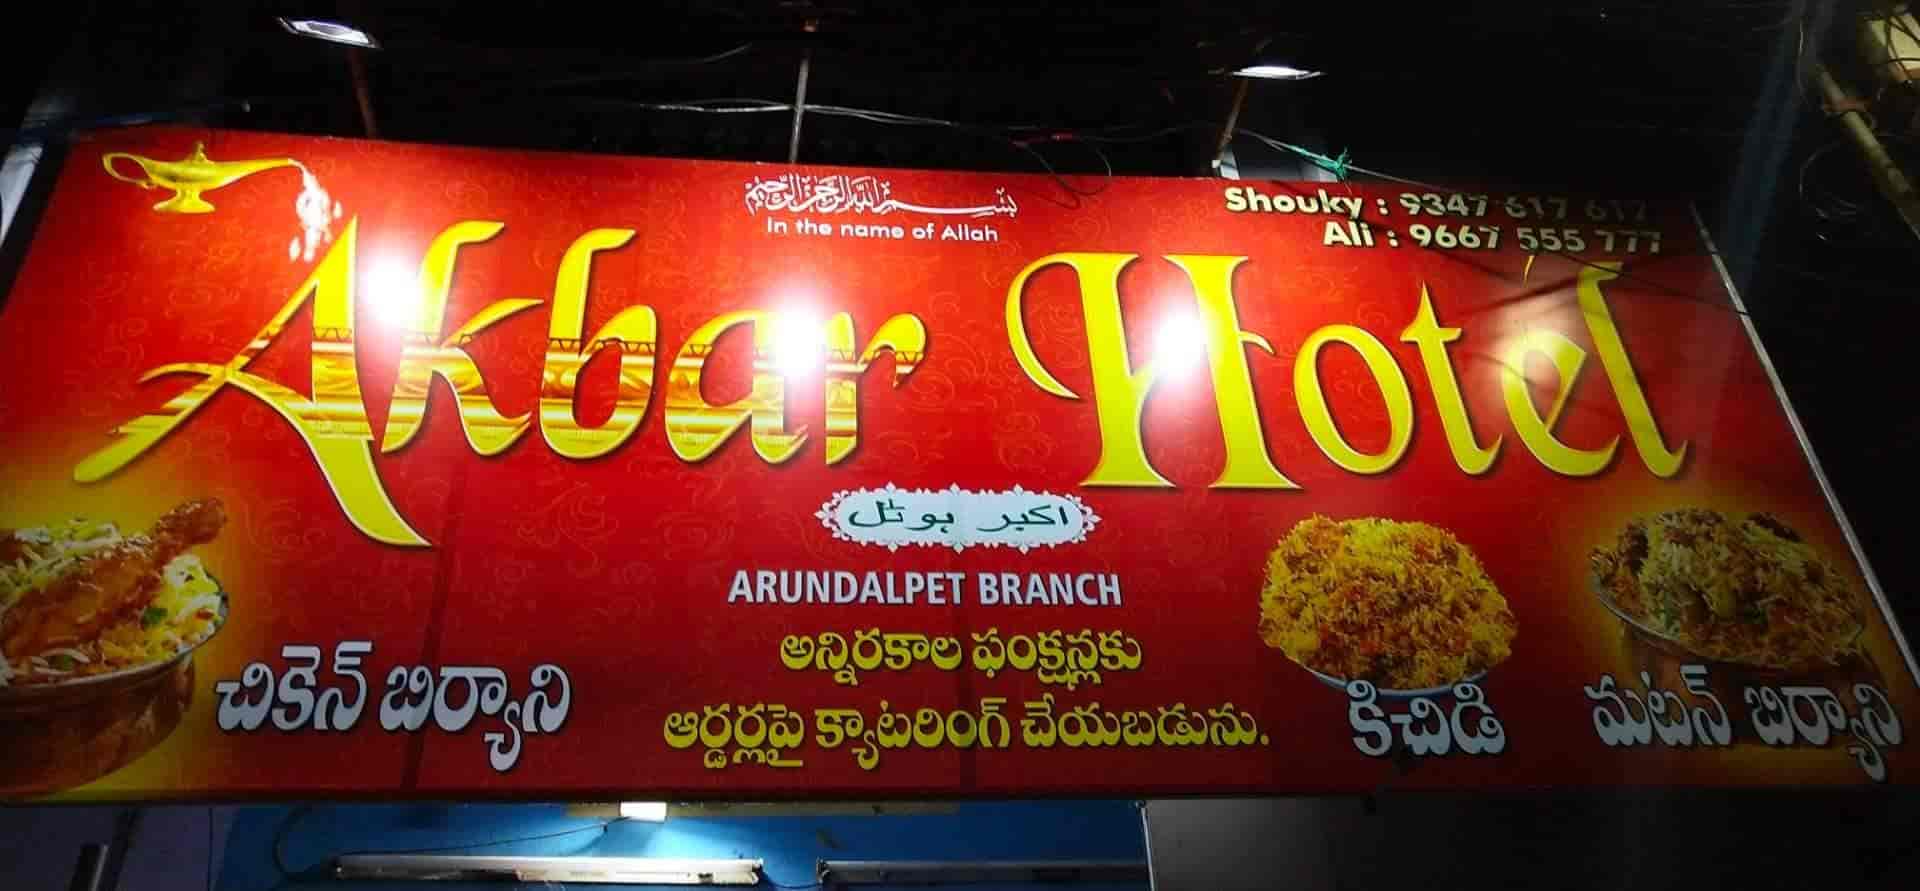 بسم الله الرحمن الرحيم
In the name of Allah
Shouky : 9347 617 617
Ali : 9667 555 777
Akbar Hotel
اکبر ہوٹل
ARUNDALPET BRANCH
అన్నిరకాల ఫంక్షన్లకు
ఆర్డర్లపై క్యాటరింగ్ చేయబడును.
చికెన్ బిర్యాని
కిచిడి
మటన్ బిర్యాని